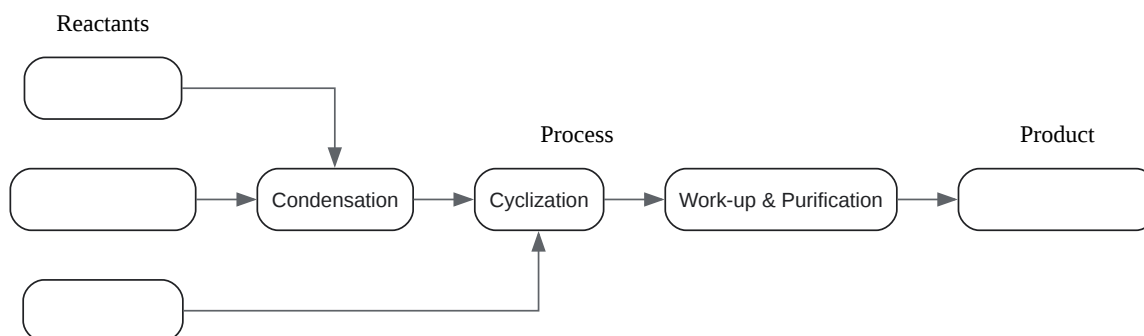 Reactants
Process
Product
Condensation
Cyclization
Work-up & Purification